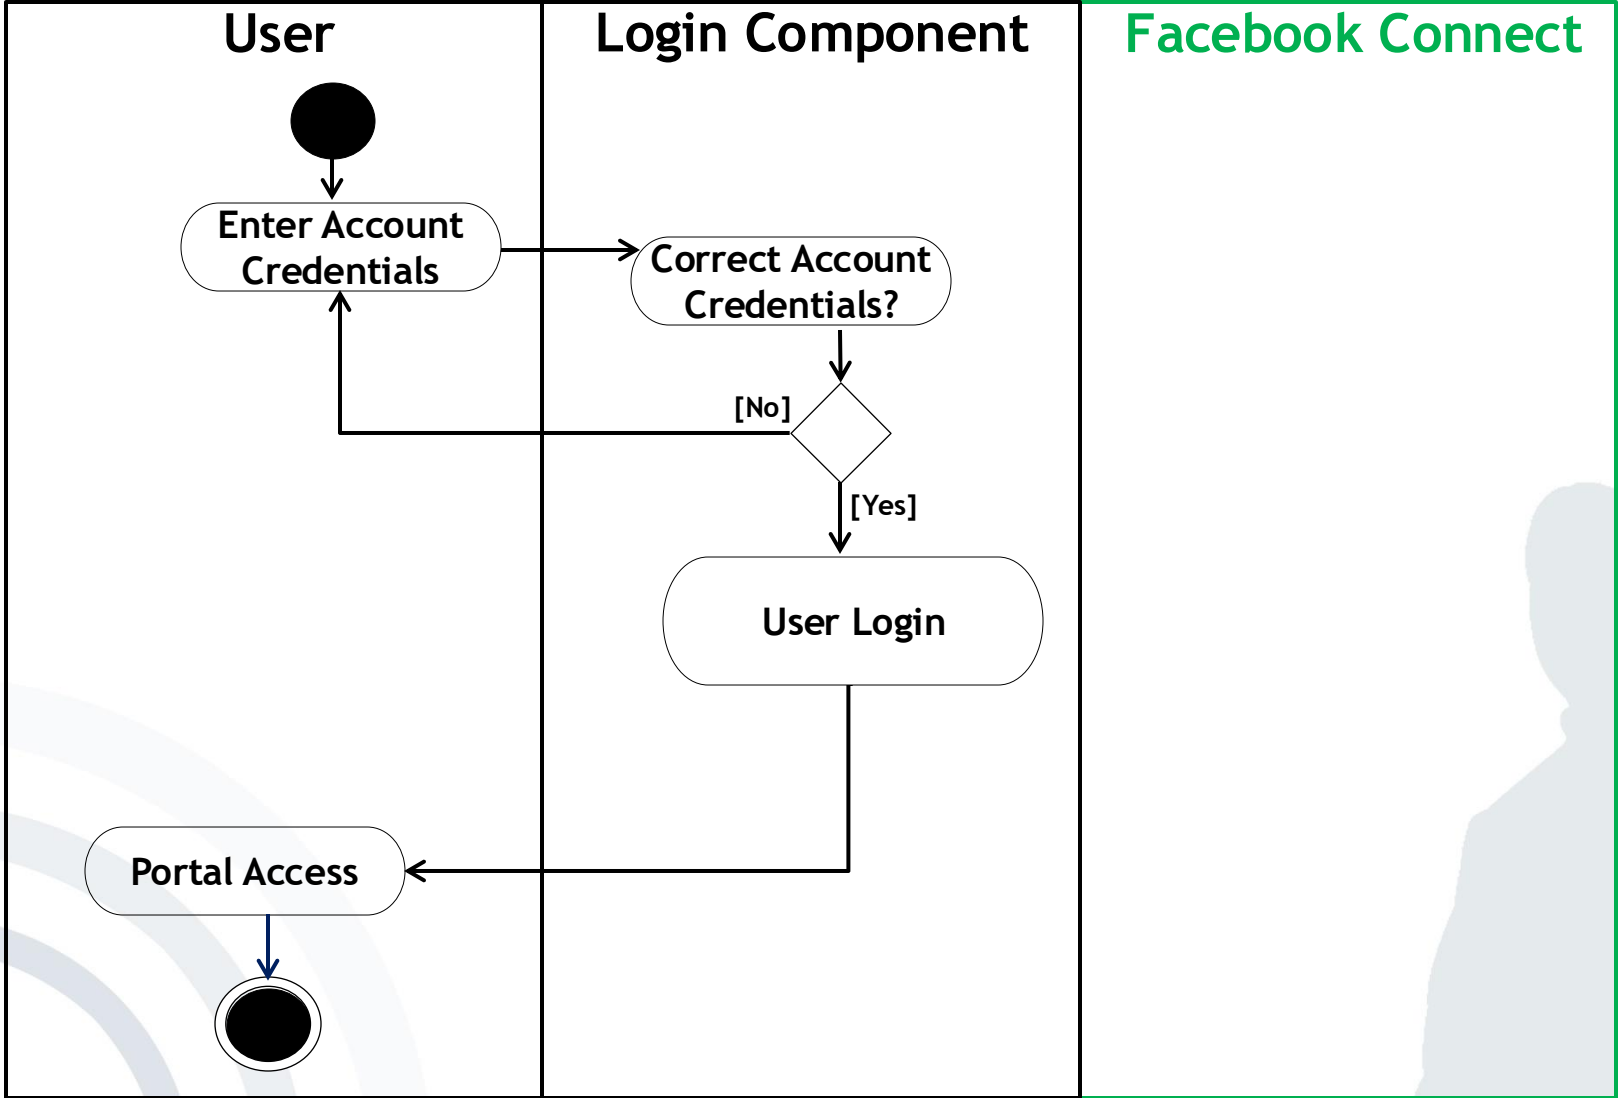 User
Login Component
Facebook Connect
Enter Account
Credentials
Correct Account
Credentials?
[No]
[Yes]
User Login
Portal Access